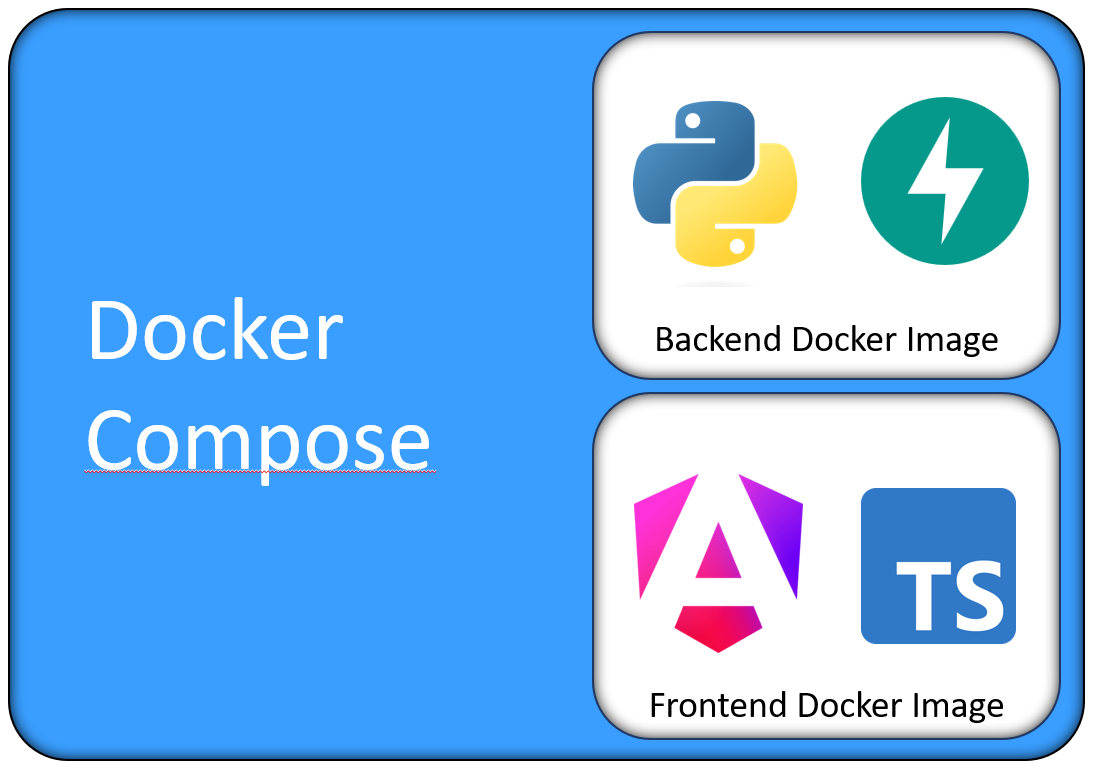 Docker
Compose
Backend Docker Image
TS
Frontend Docker Image